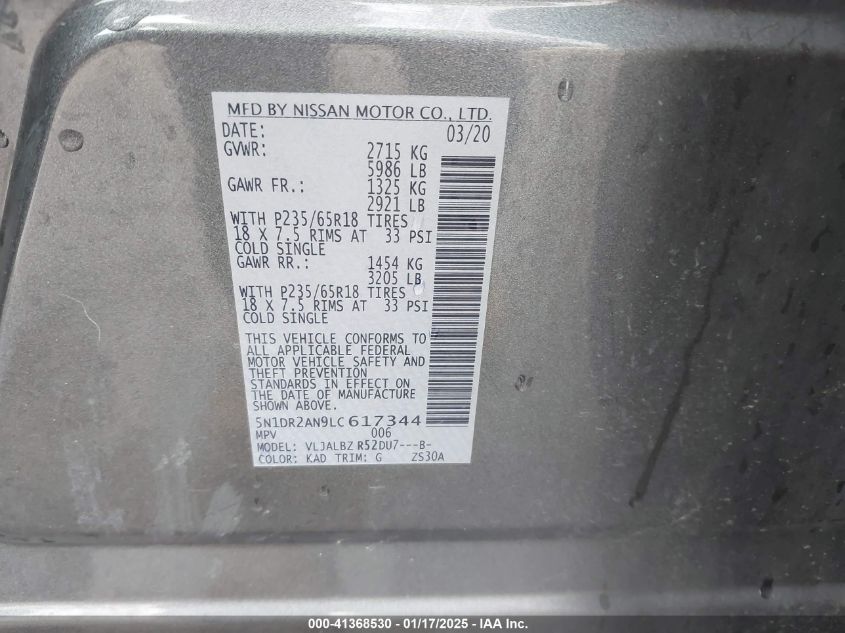 MFD BY NISSAN MOTOR CO., LTD.
DATE: 03/20
GVWR: 2715 KG
5986 LB
GAWR FR.: 1325 KG
2921 LB
WITH P235/65R18 TIRES
18 X 7.5 RIMS AT 33 PSI
COLD SINGLE
GAWR RR.: 1454 KG
3205 LB
WITH P235/65R18 TIRES
18 X 7.5 RIMS AT 33 PSI
COLD SINGLE
THIS VEHICLE CONFORMS TO
ALL APPLICABLE FEDERAL
MOTOR VEHICLE SAFETY AND
THEFT PREVENTION
STANDARDS IN EFFECT ON
THE DATE OF MANUFACTURE
SHOWN ABOVE.
5N1DR2AN9LC617344
MPV 006
MODEL: VLJALBZ R52DU7---B-
COLOR: KAD TRIM: G ZS30A
000-41368530 - 01/17/2025 - IAA Inc.